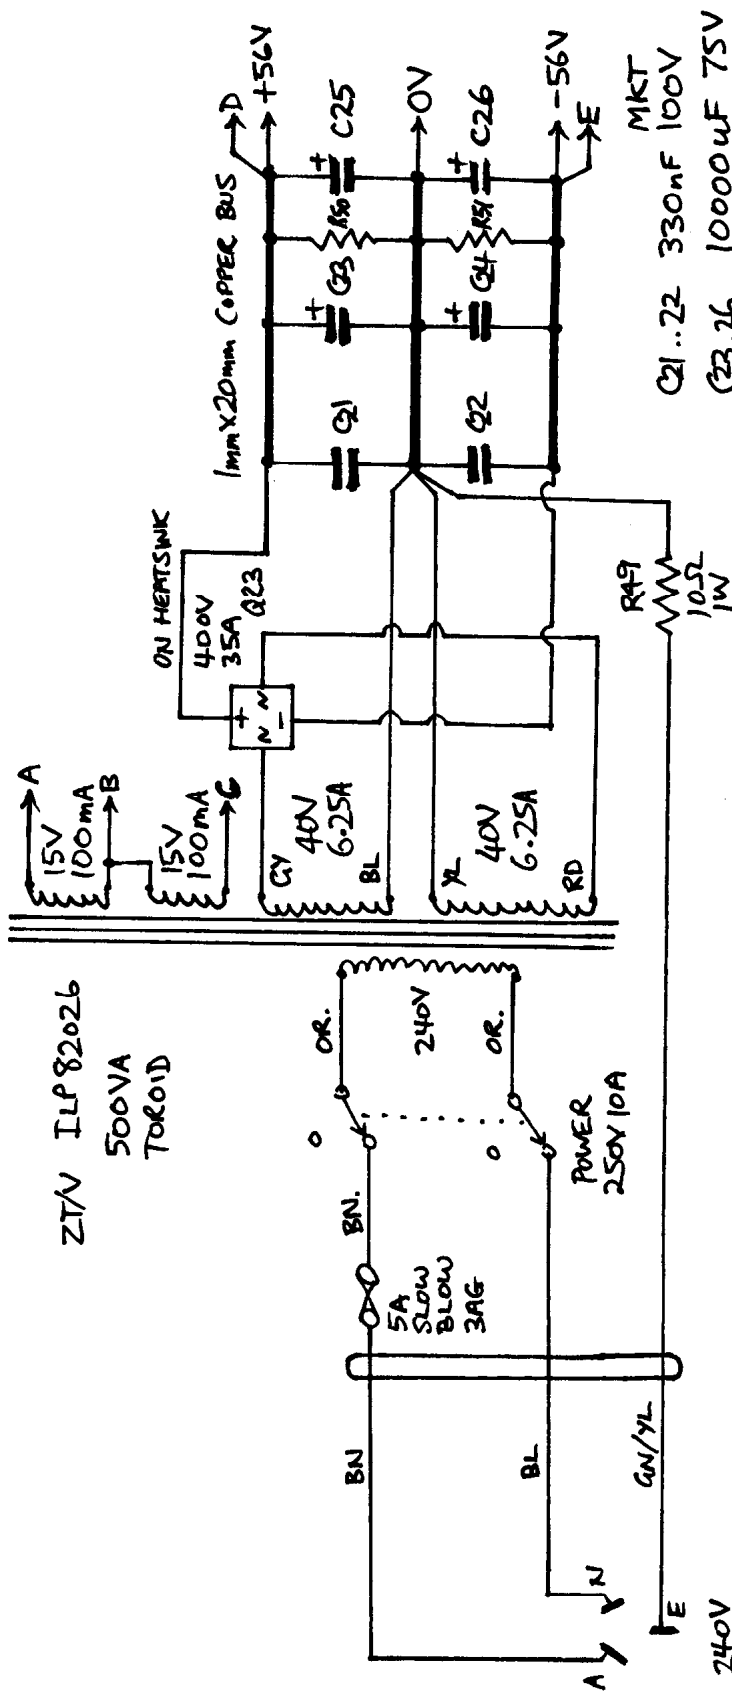 ZT/V ILP 82026
500VA
TOROID
15V
100mA
15V
100mA
A
B
C
ON HEATSINK
400V
35A
Q23
+
N
N
-
1mm X 20mm COPPER BUS
D
+56V
0V
-56V
E
C21
C22
+
C23
+
C24
R50
R51
+
C25
+
C26
GY
40V
6.25A
BL
YL
40V
6.25A
RD
OR.
240V
OR.
BN.
5A
SLOW
BLOW
3AG
POWER
250V 10A
BN
BL
GN/YL
A
N
E
240V
R49
10Ω
1W
MKT
C21..22 330nF 100V
C23..26 10000uF 75V